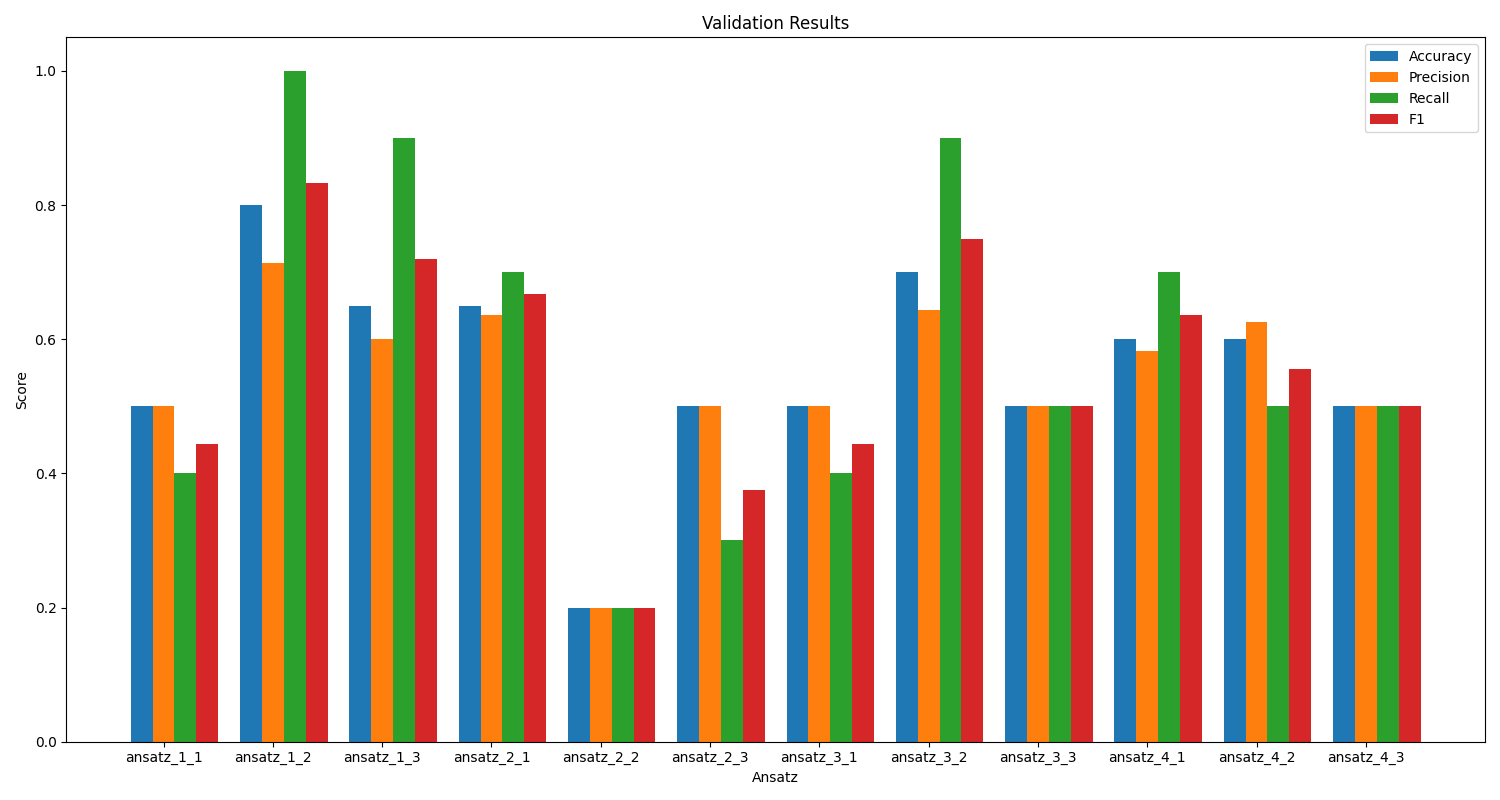 Validation Results
Accuracy
Precision
Recall
F1
Score
1.0
0.8
0.6
0.4
0.2
0.0
ansatz_1_1 ansatz_1_2 ansatz_1_3 ansatz_2_1 ansatz_2_2 ansatz_2_3 ansatz_3_1 ansatz_3_2 ansatz_3_3 ansatz_4_1 ansatz_4_2 ansatz_4_3
Ansatz